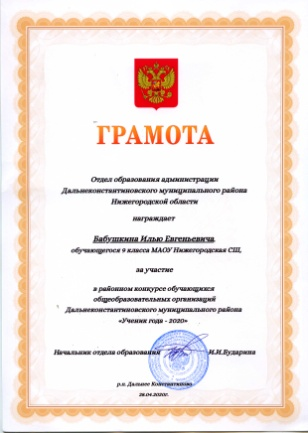 ГРАМОТА
Отдел образования администрации
Дальнеконстантиновского муниципального района
Нижегородской области
награждает
Бабушкина Илью Евгеньевича,
обучающегося 9 класса МАОУ Нижегородская СШ,
за участие
в районном конкурсе обучающихся
общеобразовательных организаций
Дальнеконстантиновского муниципального района
«Ученик года - 2020»
Начальник отдела образования И.И.Бударина
р.п. Дальнее Константиново
28.04.2020г.